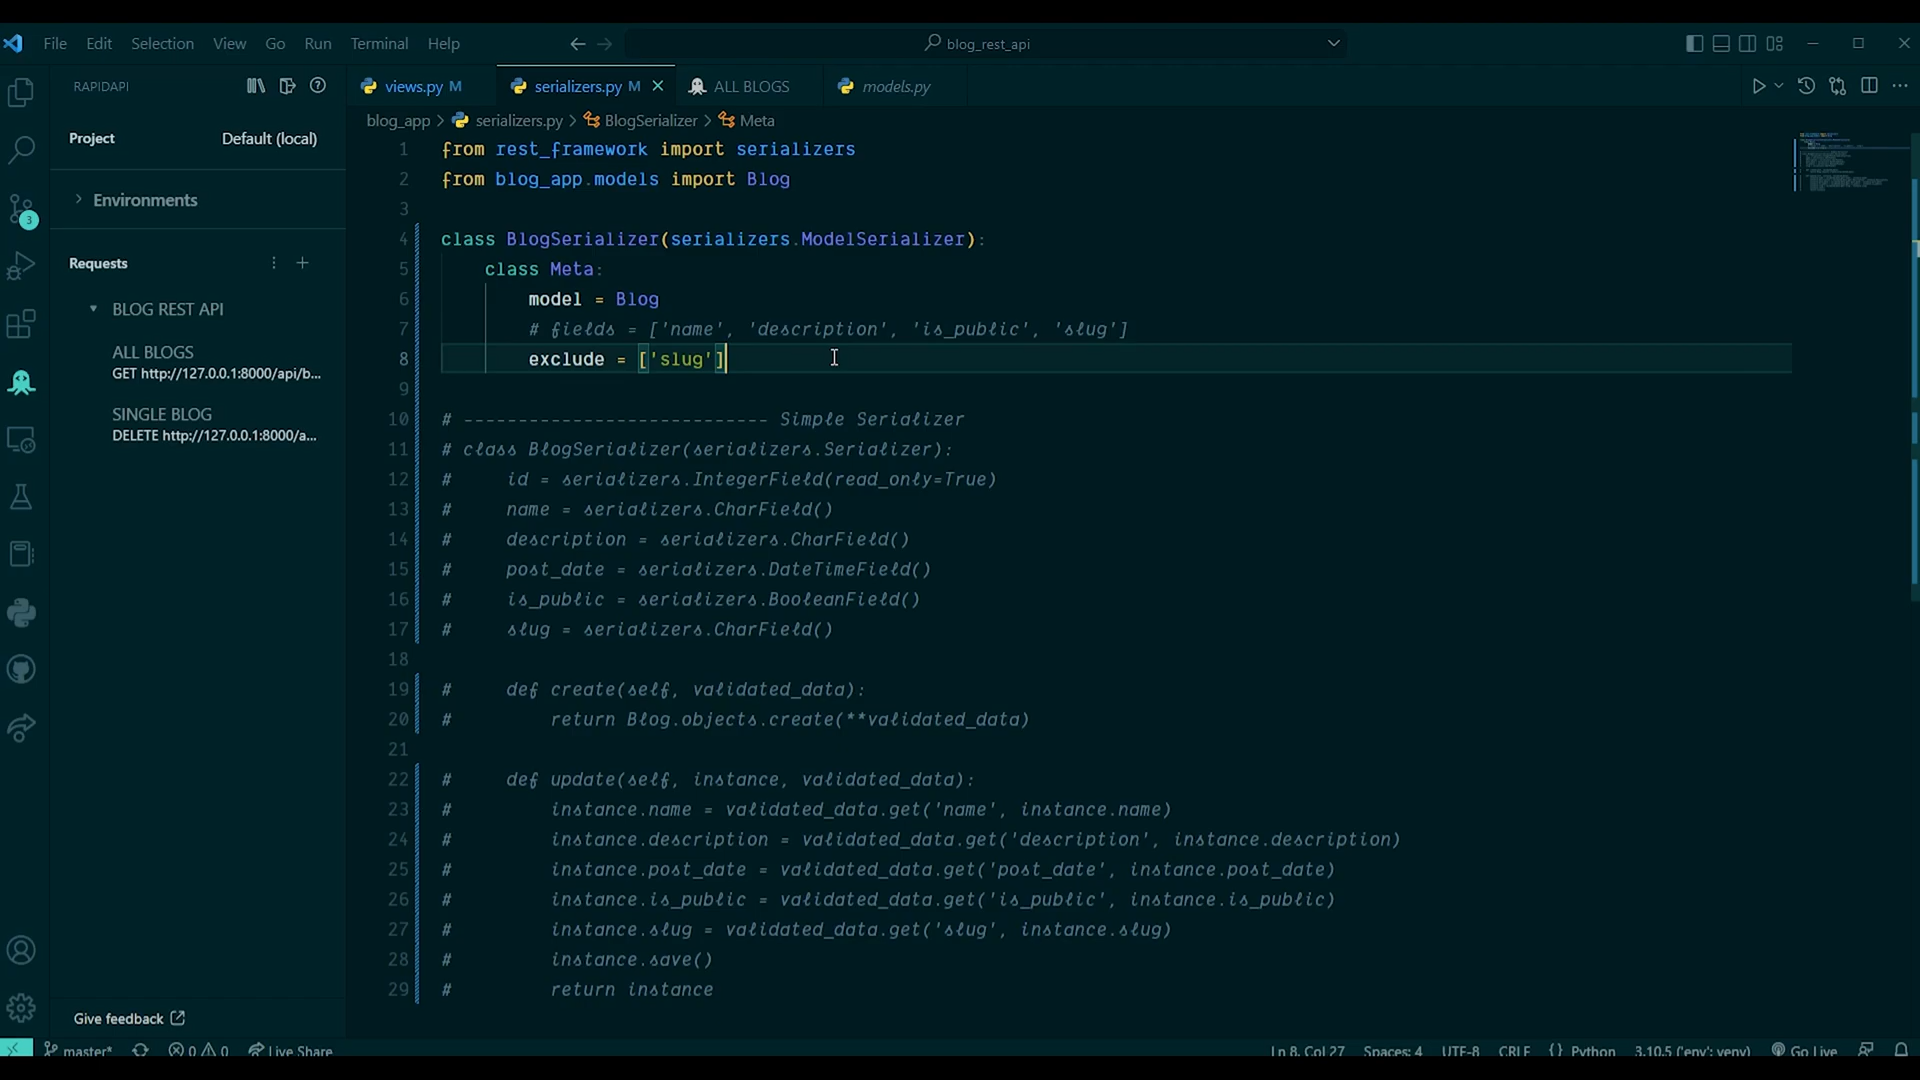 File Edit Selection View Go Run Terminal Help
blog_rest_api
RAPIDAPI
views.py M
serializers.py M
ALL BLOGS
models.py
Project
Default (local)
Environments
Requests
BLOG REST API
ALL BLOGS
GET http://127.0.0.1:8000/api/b...
SINGLE BLOG
DELETE http://127.0.0.1:8000/a...
Give feedback
3
blog_app > serializers.py > BlogSerializer > Meta
1 from rest_framework import serializers
2 from blog_app.models import Blog
3
4 class BlogSerializer(serializers.ModelSerializer):
5     class Meta:
6         model = Blog
7         # fields = ['name', 'description', 'is_public', 'slug']
8         exclude = ['slug']
9
10 # ---------------------------- Simple Serializer
11 # class BlogSerializer(serializers.Serializer):
12 #     id = serializers.IntegerField(read_only=True)
13 #     name = serializers.CharField()
14 #     description = serializers.CharField()
15 #     post_date = serializers.DateTimeField()
16 #     is_public = serializers.BooleanField()
17 #     slug = serializers.CharField()
18
19 #     def create(self, validated_data):
20 #         return Blog.objects.create(**validated_data)
21
22 #     def update(self, instance, validated_data):
23 #         instance.name = validated_data.get('name', instance.name)
24 #         instance.description = validated_data.get('description', instance.description)
25 #         instance.post_date = validated_data.get('post_date', instance.post_date)
26 #         instance.is_public = validated_data.get('is_public', instance.is_public)
27 #         instance.slug = validated_data.get('slug', instance.slug)
28 #         instance.save()
29 #         return instance
master* 0 0 Live Share Ln 8, Col 27 Spaces: 4 UTF-8 CRLF {} Python 3.10.5 ('env': venv) Go Live